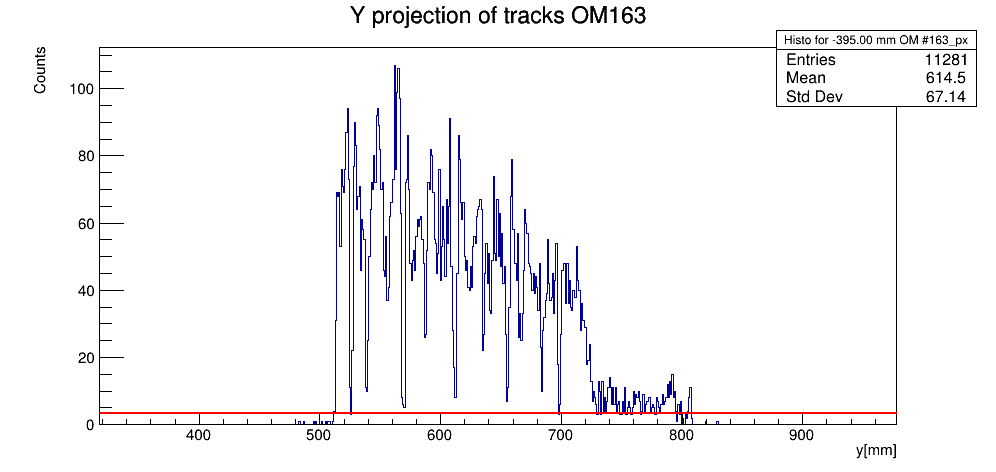 Y projection of tracks OM163
Histo for -395.00 mm OM #163_px
Entries 11281
Mean 614.5
Std Dev 67.14
Counts
100
80
60
40
20
0
400 500 600 700 800 900
y[mm]